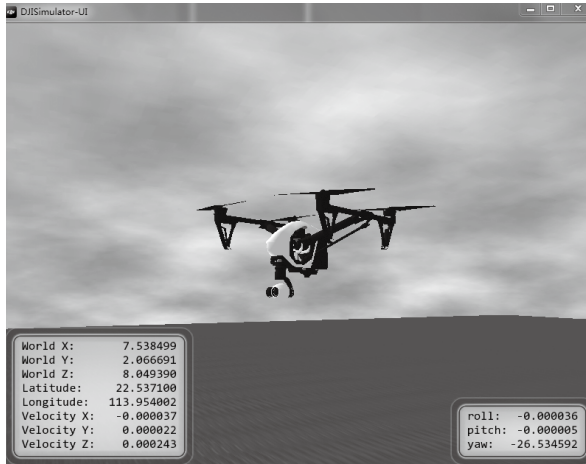 DJISimulator-UI
World X: 7.538499
World Y: 2.066691
World Z: 8.049390
Latitude: 22.537100
Longitude: 113.954002
Velocity X: -0.000037
Velocity Y: 0.000022
Velocity Z: 0.000243
roll: -0.000036
pitch: -0.000005
yaw: -26.534592